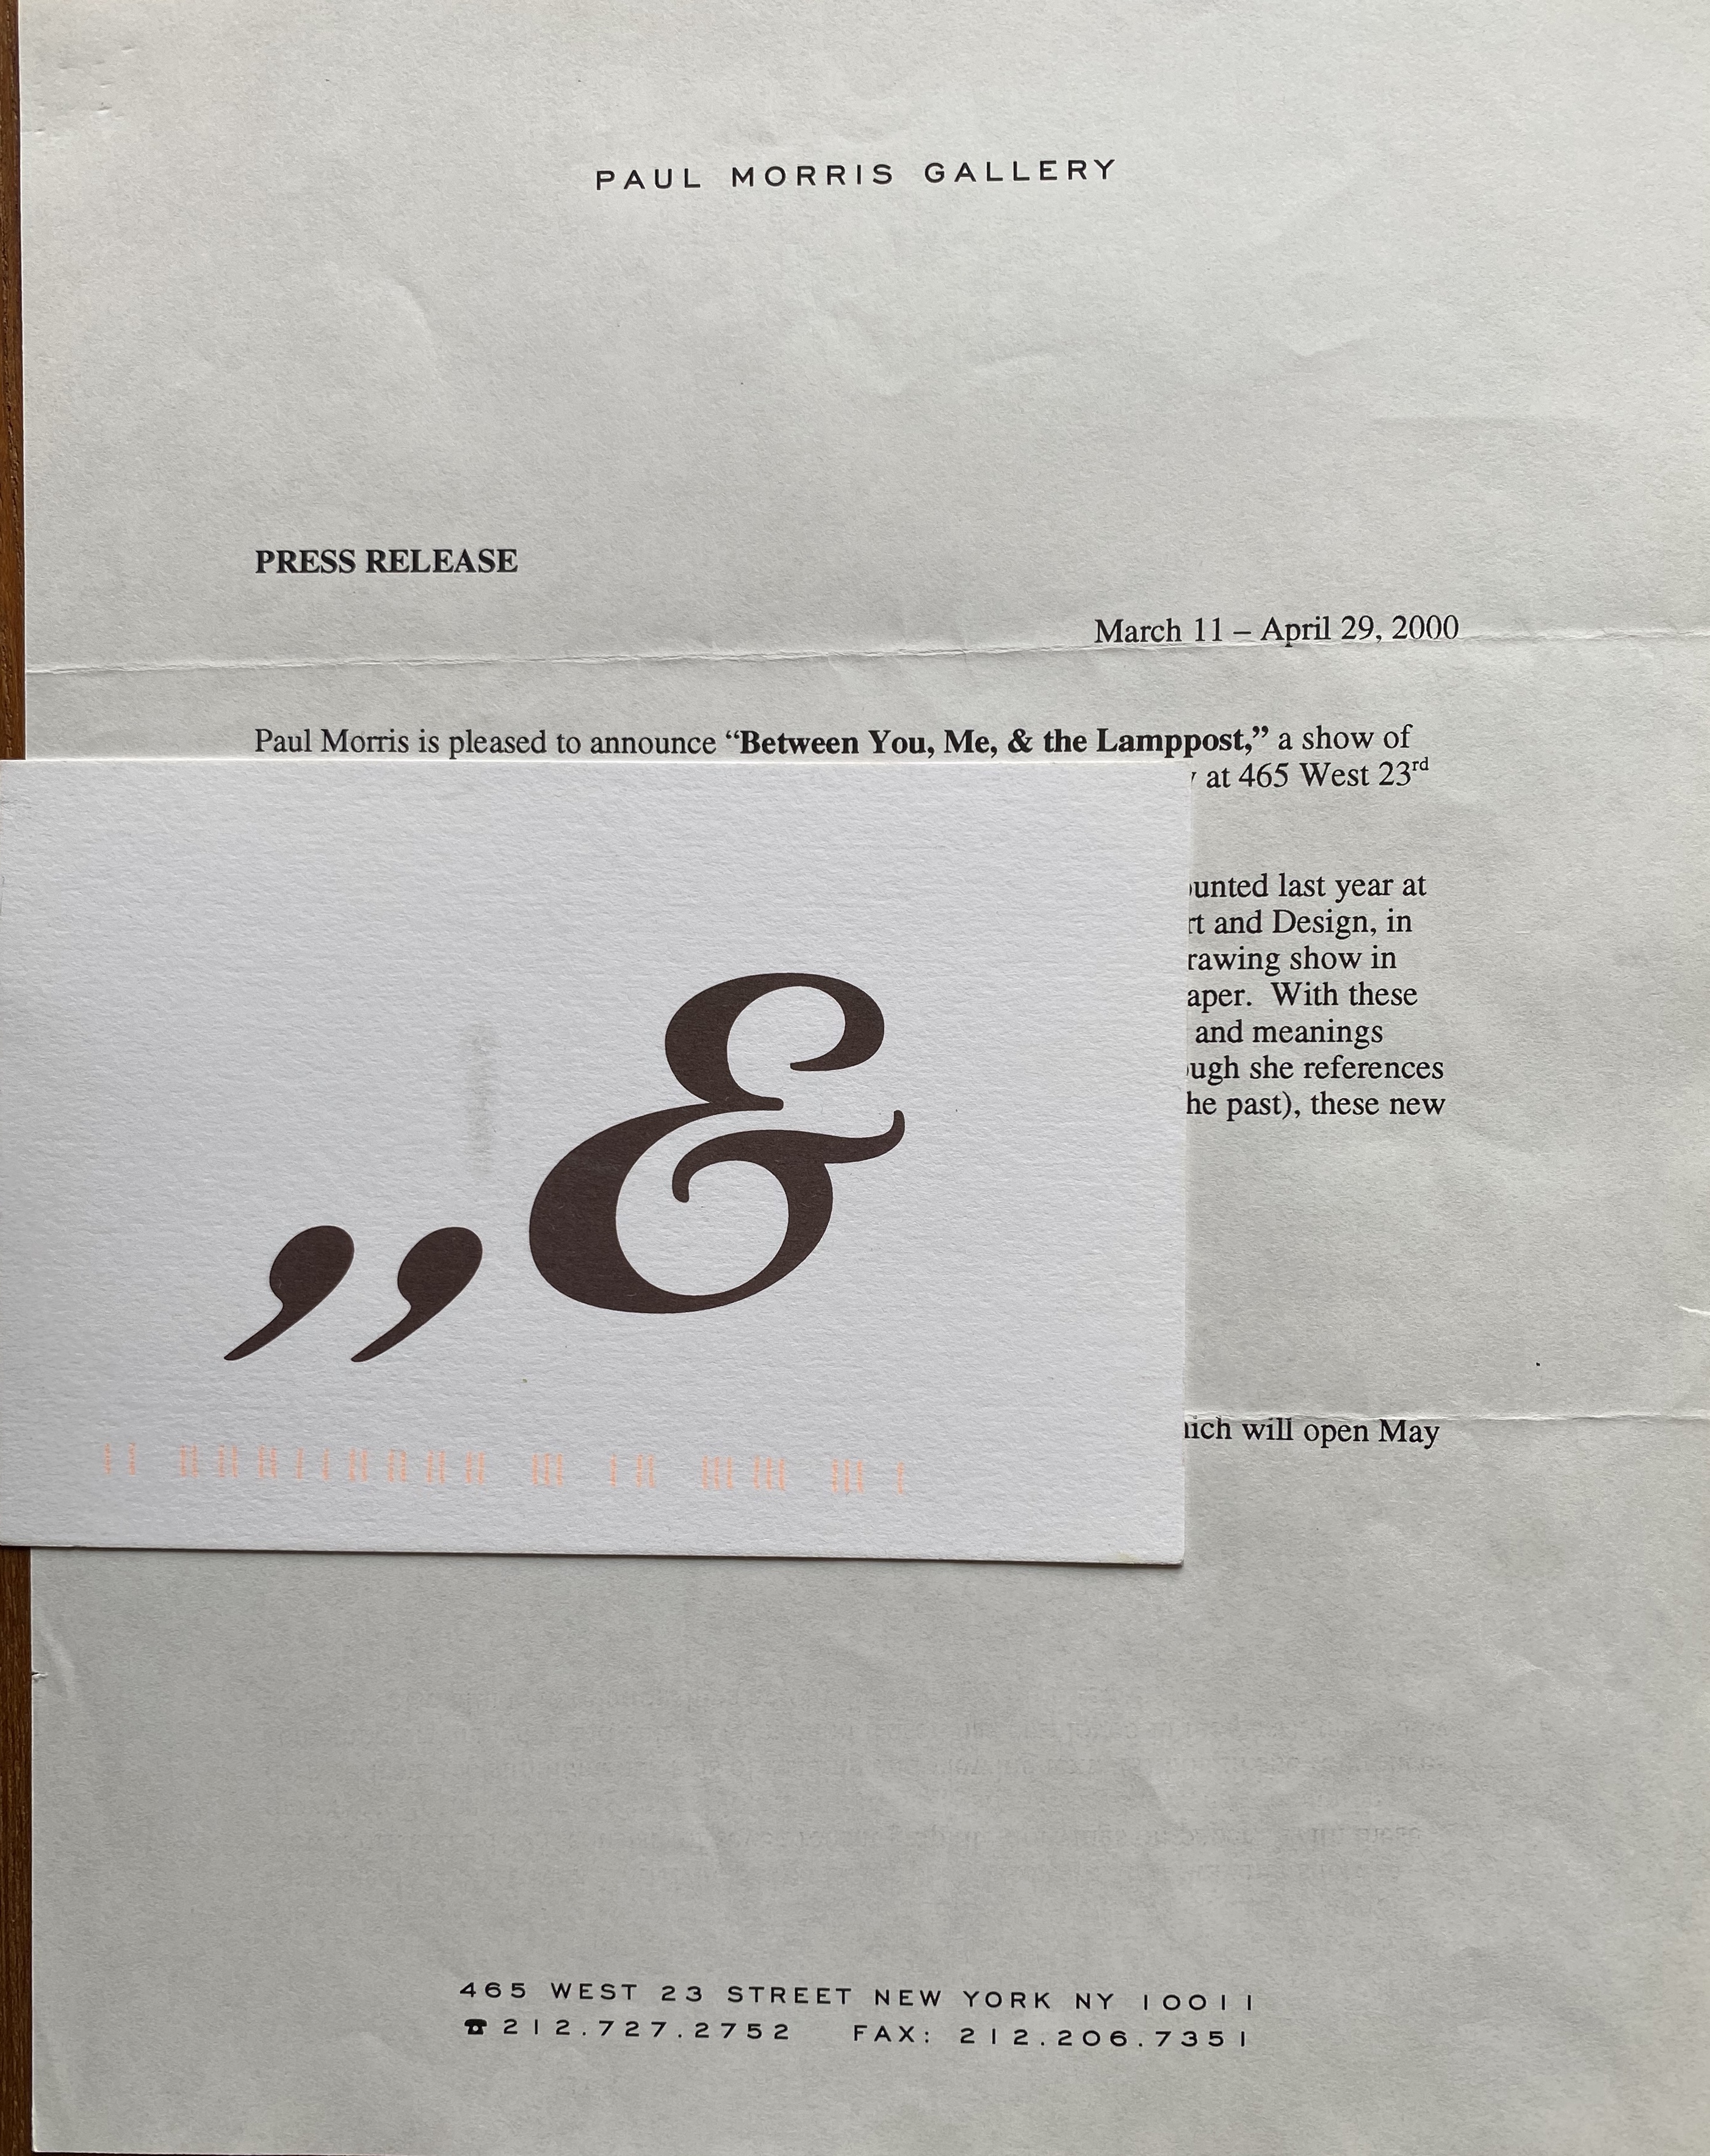 PAUL MORRIS GALLERY
PRESS RELEASE
March 11 – April 29, 2000
Paul Morris is pleased to announce “Between You, Me, & the Lamppost,” a show of
at 465 West 23rd
unted last year at
rt and Design, in
rawing show in
aper. With these
and meanings
ugh she references
he past), these new
,,&
ich will open May
465 WEST 23 STREET NEW YORK NY 10011
☎212.727.2752 FAX: 212.206.7351